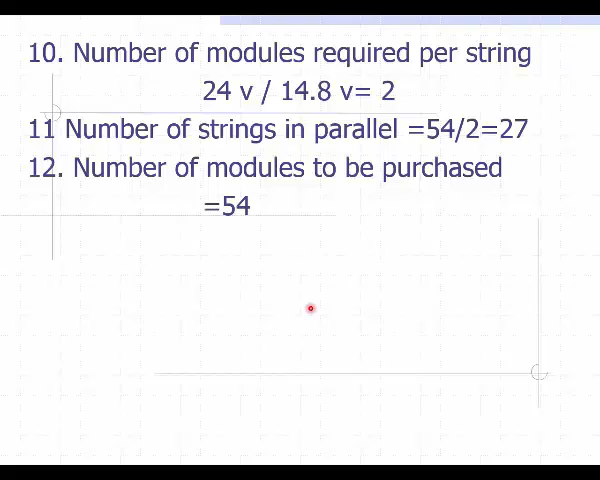 10. Number of modules required per string
24 v / 14.8 v= 2
11 Number of strings in parallel =54/2=27
12. Number of modules to be purchased
=54